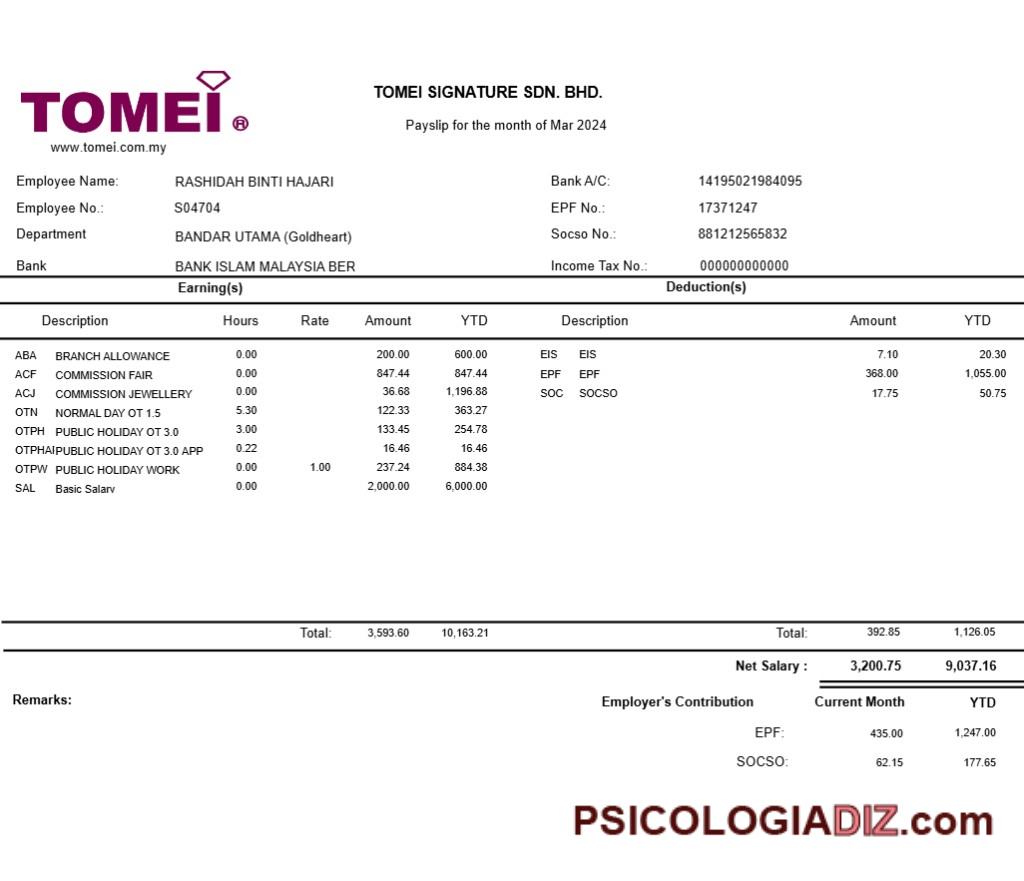 TOMEI ®
www.tomei.com.my
TOMEI SIGNATURE SDN. BHD.
Payslip for the month of Mar 2024
Employee Name: RASHIDAH BINTI HAJARI Bank A/C: 14195021984095
Employee No.: S04704 EPF No.: 17371247
Department BANDAR UTAMA (Goldheart) Socso No.: 881212565832
Bank BANK ISLAM MALAYSIA BER Income Tax No.: 000000000000
Earning(s) Deduction(s)
Description Hours Rate Amount YTD Description Amount YTD
ABA BRANCH ALLOWANCE 0.00 200.00 600.00 EIS EIS 7.10 20.30
ACF COMMISSION FAIR 0.00 847.44 847.44 EPF EPF 368.00 1,055.00
ACJ COMMISSION JEWELLERY 0.00 36.68 1,196.88 SOC SOCSO 17.75 50.75
OTN NORMAL DAY OT 1.5 5.30 122.33 363.27
OTPH PUBLIC HOLIDAY OT 3.0 3.00 133.45 254.78
OTPHAI PUBLIC HOLIDAY OT 3.0 APP 0.22 16.46 16.46
OTPW PUBLIC HOLIDAY WORK 0.00 1.00 237.24 884.38
SAL Basic Salary 0.00 2,000.00 6,000.00
Total: 3,593.60 10,163.21 Total: 392.85 1,126.05
Net Salary : 3,200.75 9,037.16
Remarks: Employer's Contribution Current Month YTD
EPF: 435.00 1,247.00
SOCSO: 62.15 177.65
PSICOLOGIADIZ.com